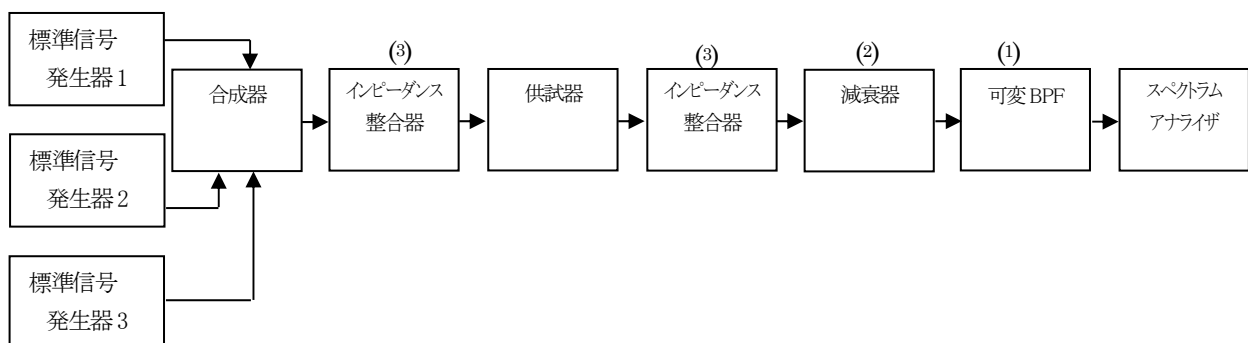 標準信号
発生器1
標準信号
発生器2
標準信号
発生器3
合成器
(3)
インピーダンス
整合器
供試器
(3)
インピーダンス
整合器
(2)
減衰器
(1)
可変BPF
スペクトラム
アナライザ